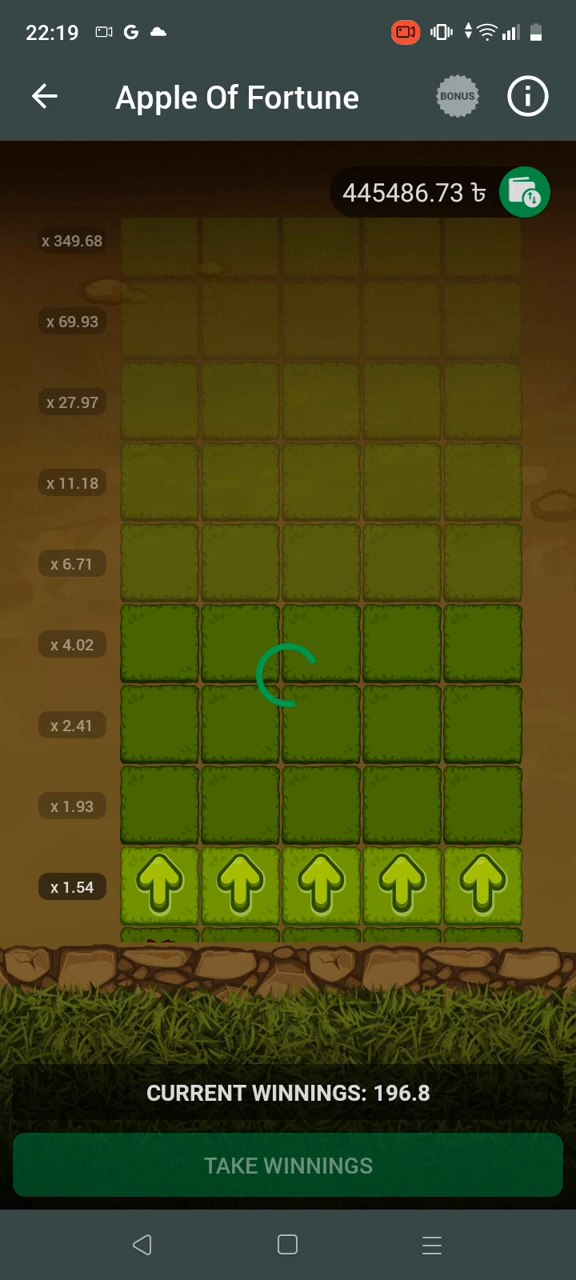 22:19 G
Apple Of Fortune
BONUS
445486.73 ৳
x 349.68
x 69.93
x 27.97
x 11.18
x 6.71
x 4.02
x 2.41
x 1.93
x 1.54
CURRENT WINNINGS: 196.8
TAKE WINNINGS